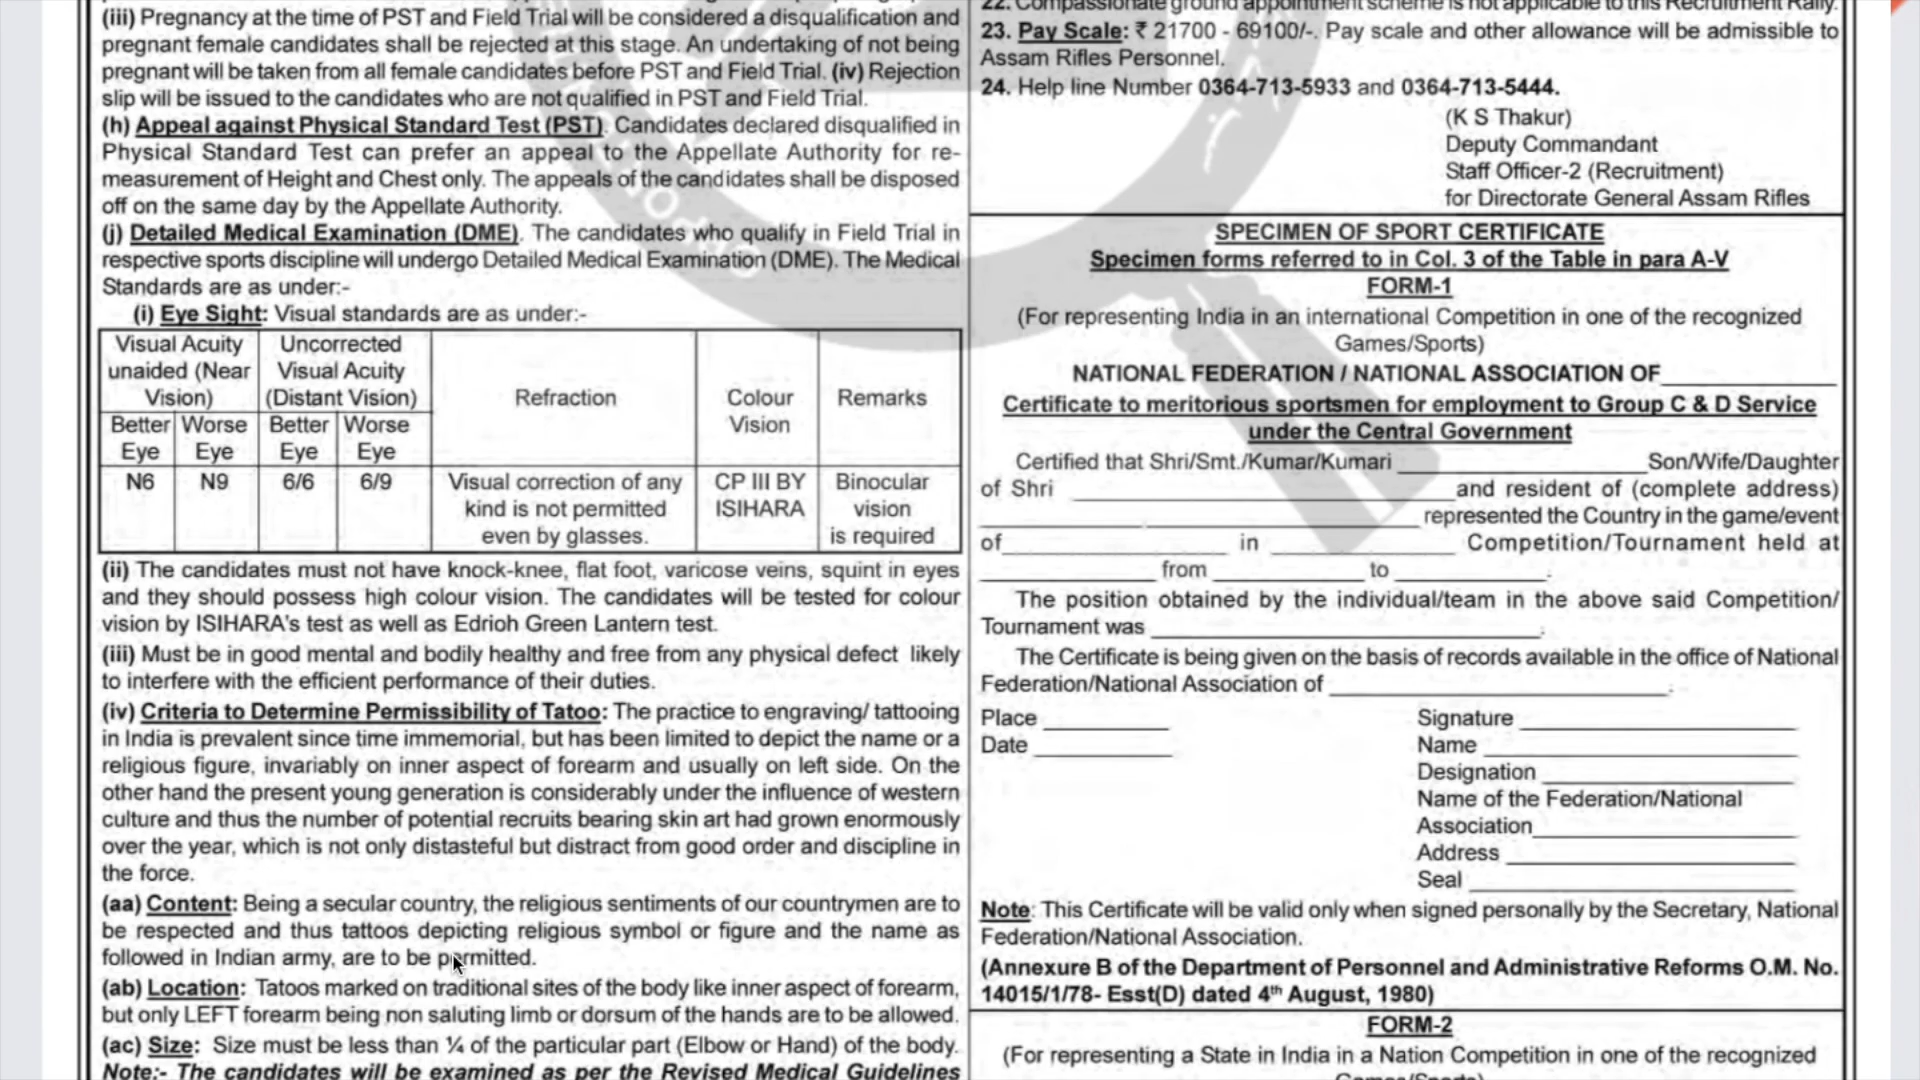 (iii) Pregnancy at the time of PST and Field Trial will be considered a disqualification and
pregnant female candidates shall be rejected at this stage. An undertaking of not being
pregnant will be taken from all female candidates before PST and Field Trial. (iv) Rejection
slip will be issued to the candidates who are not qualified in PST and Field Trial.
(h) Appeal against Physical Standard Test (PST). Candidates declared disqualified in
Physical Standard Test can prefer an appeal to the Appellate Authority for re-
measurement of Height and Chest only. The appeals of the candidates shall be disposed
off on the same day by the Appellate Authority.
(j) Detailed Medical Examination (DME). The candidates who qualify in Field Trial in
respective sports discipline will undergo Detailed Medical Examination (DME). The Medical
Standards are as under:-
(i) Eye Sight: Visual standards are as under:-
Visual Acuity
unaided (Near
Vision)
Uncorrected
Visual Acuity
(Distant Vision)
Refraction
Colour
Vision
Remarks
Better
Eye
Worse
Eye
Better
Eye
Worse
Eye
N6
N9
6/6
6/9
Visual correction of any
kind is not permitted
even by glasses.
CP III BY
ISIHARA
Binocular
vision
is required
(ii) The candidates must not have knock-knee, flat foot, varicose veins, squint in eyes
and they should possess high colour vision. The candidates will be tested for colour
vision by ISIHARA's test as well as Edrioh Green Lantern test.
(iii) Must be in good mental and bodily healthy and free from any physical defect likely
to interfere with the efficient performance of their duties.
(iv) Criteria to Determine Permissibility of Tatoo: The practice to engraving/ tattooing
in India is prevalent since time immemorial, but has been limited to depict the name or a
religious figure, invariably on inner aspect of forearm and usually on left side. On the
other hand the present young generation is considerably under the influence of western
culture and thus the number of potential recruits bearing skin art had grown enormously
over the year, which is not only distasteful but distract from good order and discipline in
the force.
(aa) Content: Being a secular country, the religious sentiments of our countrymen are to
be respected and thus tattoos depicting religious symbol or figure and the name as
followed in Indian army, are to be permitted.
(ab) Location: Tatoos marked on traditional sites of the body like inner aspect of forearm,
but only LEFT forearm being non saluting limb or dorsum of the hands are to be allowed.
(ac) Size: Size must be less than ¼ of the particular part (Elbow or Hand) of the body.
Note:- The candidates will be examined as per the Revised Medical Guidelines
22. Compassionate ground appointment scheme is not applicable to this Recruitment Rally.
23. Pay Scale: ₹ 21700 - 69100/-. Pay scale and other allowance will be admissible to
Assam Rifles Personnel.
24. Help line Number 0364-713-5933 and 0364-713-5444.
(K S Thakur)
Deputy Commandant
Staff Officer-2 (Recruitment)
for Directorate General Assam Rifles
SPECIMEN OF SPORT CERTIFICATE
Specimen forms referred to in Col. 3 of the Table in para A-V
FORM-1
(For representing India in an international Competition in one of the recognized
Games/Sports)
NATIONAL FEDERATION / NATIONAL ASSOCIATION OF____________
Certificate to meritorious sportsmen for employment to Group C & D Service
under the Central Government
Certified that Shri/Smt./Kumar/Kumari ____________Son/Wife/Daughter
of Shri ____________and resident of (complete address)
____________ ____________ represented the Country in the game/event
of____________ in ____________ Competition/Tournament held at
____________ from ____________ to ____________.
The position obtained by the individual/team in the above said Competition/
Tournament was ____________.
The Certificate is being given on the basis of records available in the office of National
Federation/National Association of ____________.
Place ____________
Date ____________
Signature ____________
Name ____________
Designation ____________
Name of the Federation/National
Association____________
Address ____________
Seal ____________
Note: This Certificate will be valid only when signed personally by the Secretary, National
Federation/National Association.
(Annexure B of the Department of Personnel and Administrative Reforms O.M. No.
14015/1/78- Esst(D) dated 4th August, 1980)
FORM-2
(For representing a State in India in a Nation Competition in one of the recognized